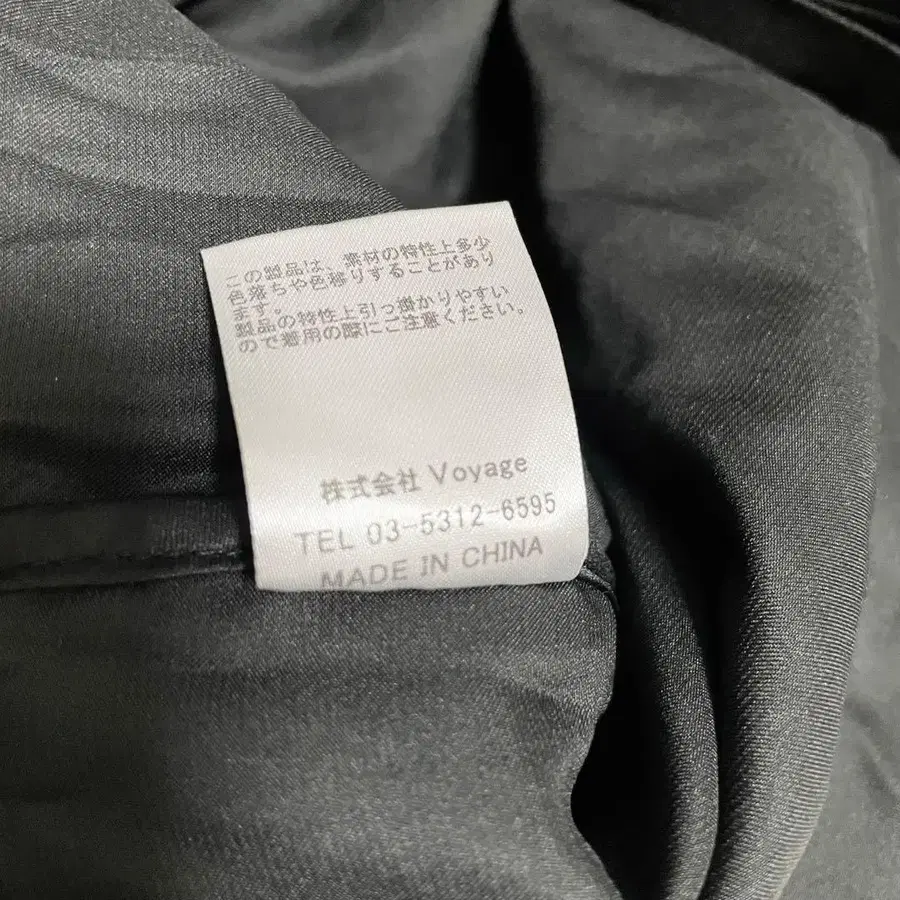 この製品は、素材の特性上多少
色落ちや色移りすることがあり
ます。
製品の特性上引っ掛かりやすい
ので着用の際にご注意ください。
株式会社 Voyage
TEL 03-5312-6595
MADE IN CHINA